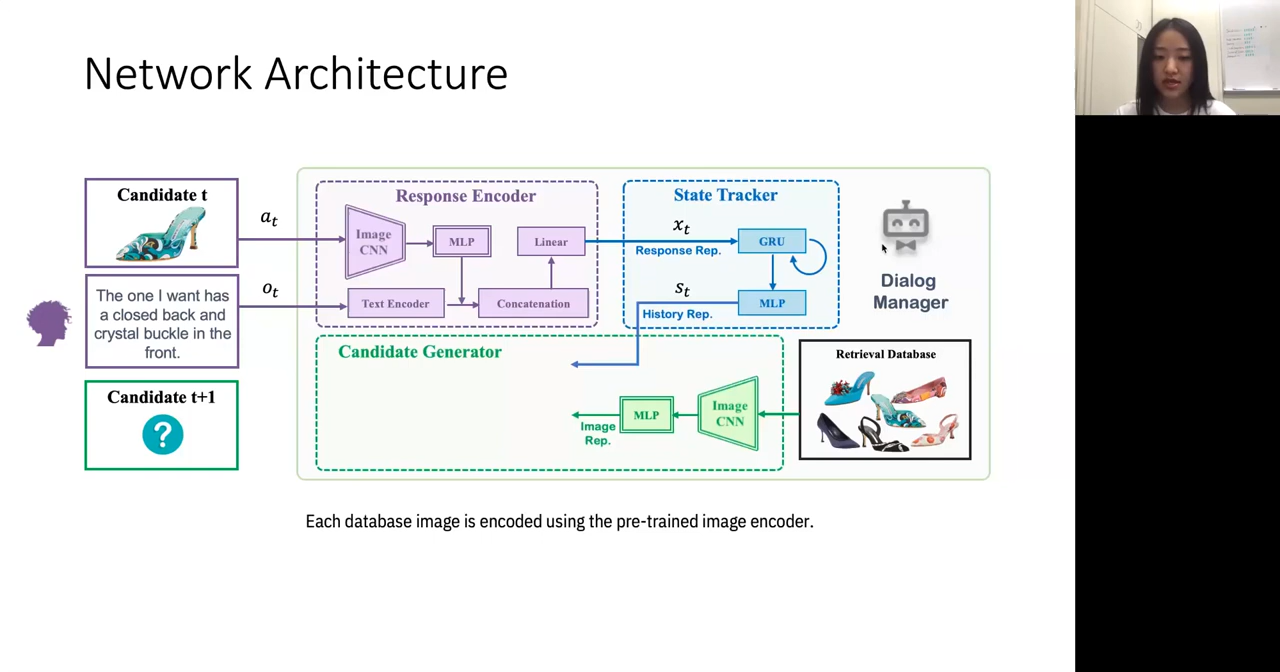 Network Architecture
Candidate t
a_t
The one I want has
a closed back and
crystal buckle in the
front.
o_t
Candidate t+1
?
Response Encoder
Image
CNN
MLP
Linear
Text Encoder
Concatenation
State Tracker
x_t
Response Rep.
GRU
s_t
History Rep.
MLP
Dialog
Manager
Candidate Generator
MLP
Image
CNN
Image
Rep.
Retrieval Database
Each database image is encoded using the pre-trained image encoder.